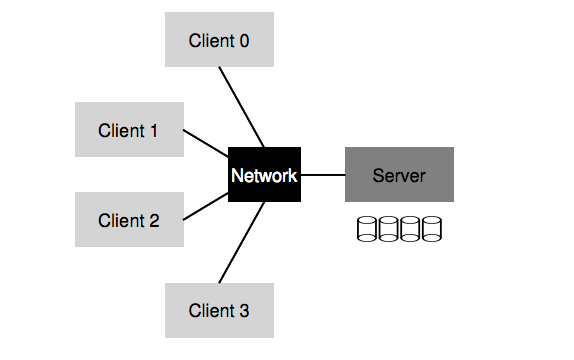 Client 0
Client 1
Network
Server
Client 2
Client 3